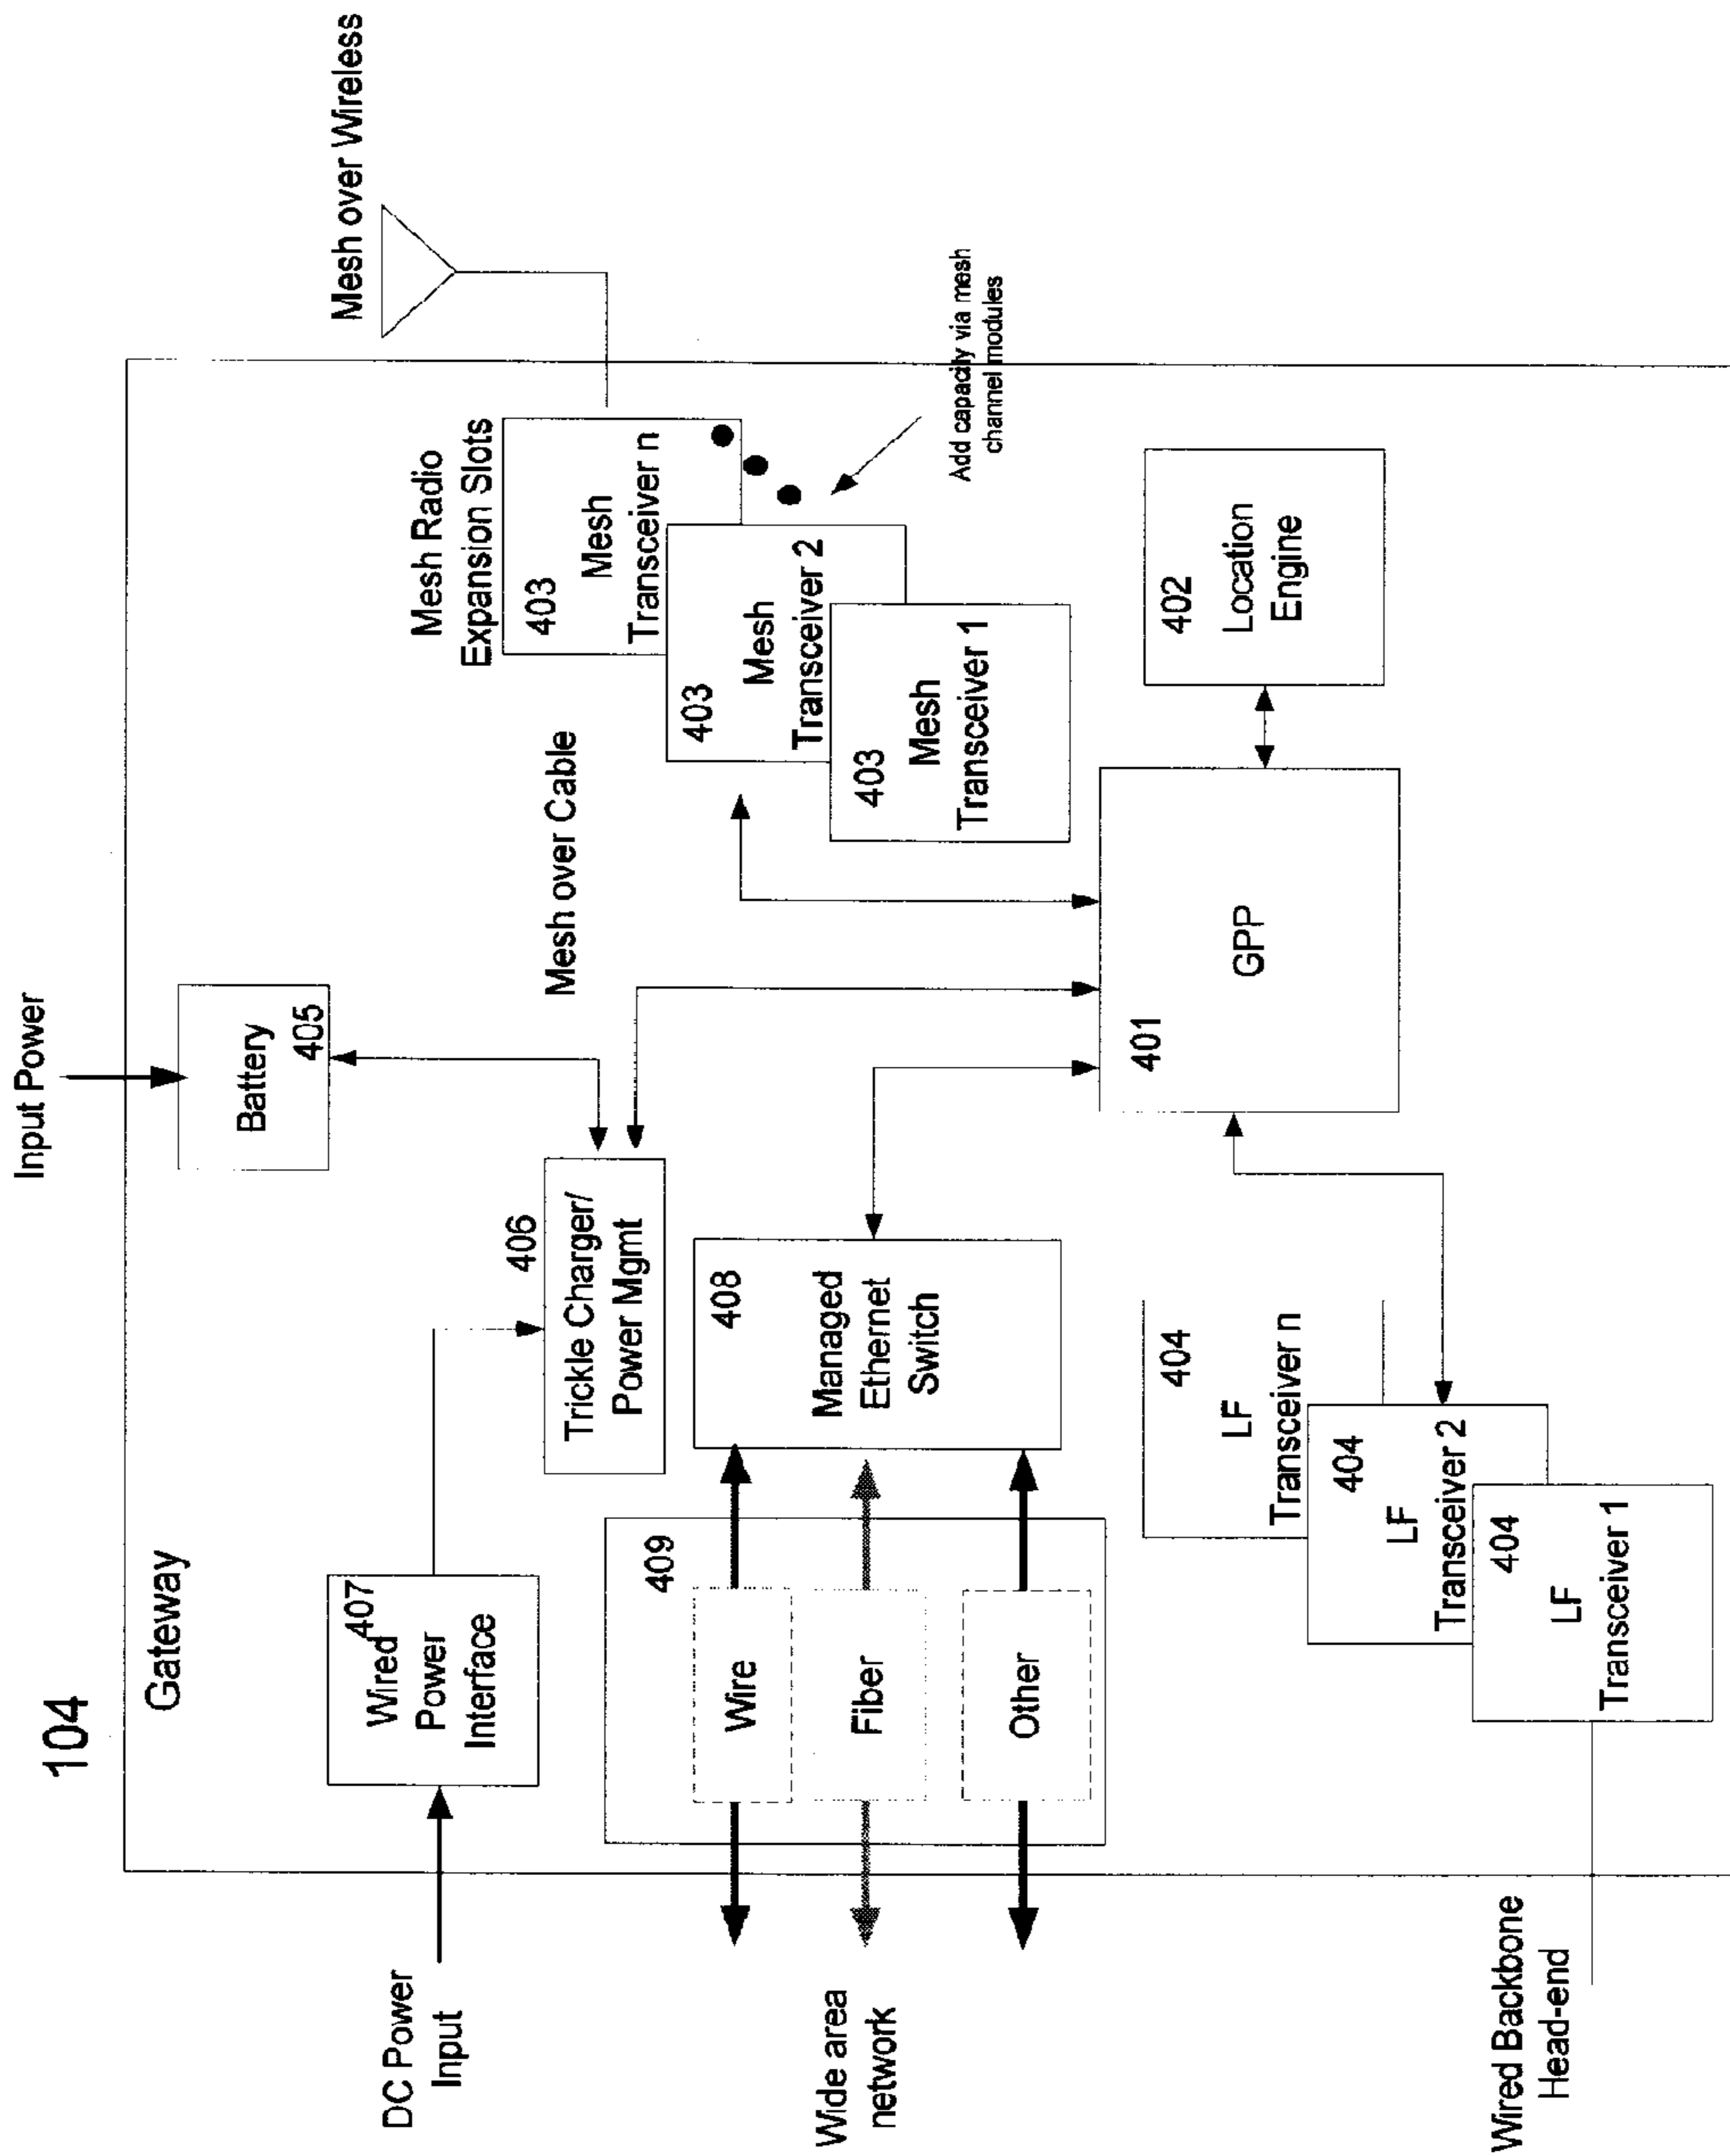 104
Gateway
DC Power
Input
407
Wired
Power
Interface
Input Power
Battery
405
406
Trickle Charger/
Power Mgmt
Wide area
network
409
Wire
Fiber
Other
408
Managed
Ethernet
Switch
Mesh over Cable
Mesh Radio
Expansion Slots
403
Mesh
Transceiver n
403
Mesh
Transceiver 2
403
Mesh
Transceiver 1
Mesh over Wireless
Add capacity via mesh
channel modules
401
GPP
402
Location
Engine
404
LF
Transceiver n
404
LF
Transceiver 2
404
LF
Transceiver 1
Wired Backbone
Head-end